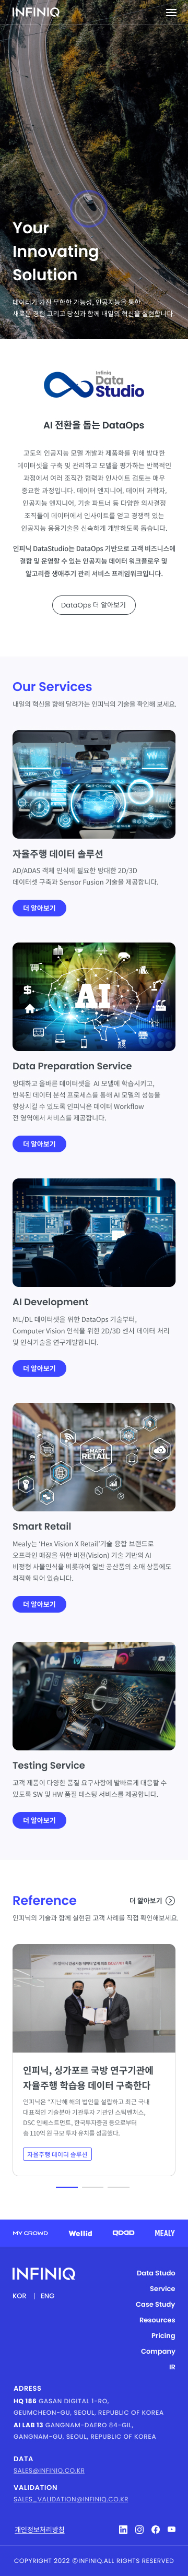 INFINIQ
Your
Innovating
Solution
데이터가 가진 무한한 가능성, 인공지능을 통한
새로운 경험 그리고 당신과 함께 내일의 혁신을 실현합니다.
Infiniq
Data
Studio
AI 전환을 돕는 DataOps
고도의 인공지능 모델 개발과 제품화를 위해 방대한
데이터셋을 구축 및 관리하고 모델을 평가하는 반복적인
과정에서 여러 조직간 협력과 인사이트 검토는 매우
중요한 과정입니다. 데이터 엔지니어, 데이터 과학자,
인공지능 엔지니어, 기술 파트너 등 다양한 의사결정
조직들이 데이터에서 인사이트를 얻고 경쟁력 있는
인공지능 응용기술을 신속하게 개발하도록 돕습니다.
인피닉 DataStudio는 DataOps 기반으로 고객 비즈니스에
결합 및 운영할 수 있는 인공지능 데이터 워크플로우 및
알고리즘 생애주기 관리 서비스 프레임워크입니다.
DataOps 더 알아보기
Our Services
내일의 혁신을 향해 달려가는 인피닉의 기술을 확인해 보세요.
자율주행 데이터 솔루션
AD/ADAS 객체 인식에 필요한 방대한 2D/3D
데이터셋 구축과 Sensor Fusion 기술을 제공합니다.
더 알아보기
AI
Data Preparation Service
방대하고 올바른 데이터셋을 AI 모델에 학습시키고,
반복된 데이터 분석 프로세스를 통해 AI 모델의 성능을
향상시킬 수 있도록 인피닉은 데이터 Workflow
전 영역에서 서비스를 제공합니다.
더 알아보기
AI Development
ML/DL 데이터셋을 위한 DataOps 기술부터,
Computer Vision 인식을 위한 2D/3D 센서 데이터 처리
및 인식기술을 연구개발합니다.
더 알아보기
SMART
RETAIL
Smart Retail
Mealy는 ‘Hex Vision X Retail’기술 융합 브랜드로
오프라인 매장을 위한 비전(Vision) 기술 기반의 AI
비정형 사물인식을 비롯하여 일반 공산품의 소매 상품에도
최적화 되어 있습니다.
더 알아보기
Testing Service
고객 제품이 다양한 품질 요구사항에 발빠르게 대응할 수
있도록 SW 및 HW 품질 테스팅 서비스를 제공합니다.
더 알아보기
Reference
더 알아보기
인피닉의 기술과 함께 실현된 고객 사례를 직접 확인해보세요.
인피닉, 싱가포르 국방 연구기관에
자율주행 학습용 데이터 구축한다
인피닉은 “지난해 해외 법인을 설립하고 최근 국내
대표적인 기술분야 기관투자 기관인 스틱벤처스,
DSC 인베스트먼트, 한국투자증권 등으로부터
총 110억 원 규모 투자 유치를 성공했다.
자율주행 데이터 솔루션
MY CROWD
Wellid
MEALY
INFINIQ
KOR | ENG
Data Studo
Service
Case Study
Resources
Pricing
Company
IR
ADRESS
HQ 186 GASAN DIGITAL 1-RO,
GEUMCHEON-GU, SEOUL, REPUBLIC OF KOREA
AI LAB 13 GANGNAM-DAERO 84-GIL,
GANGNAM-GU, SEOUL, REPUBLIC OF KOREA
DATA
SALES@INFINIQ.CO.KR
VALIDATION
SALES_VALIDATION@INFINIQ.CO.KR
개인정보처리방침
COPYRIGHT 2022 ©INFINIQ.ALL RIGHTS RESERVED